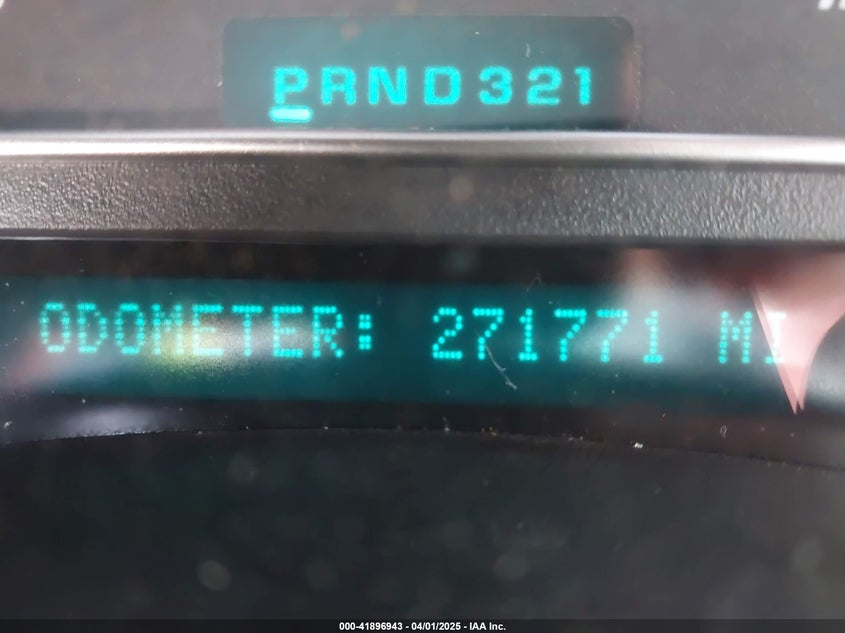 PRND321
ODOMETER: 271771 MI
000-41896943 - 04/01/2025 - IAA Inc.